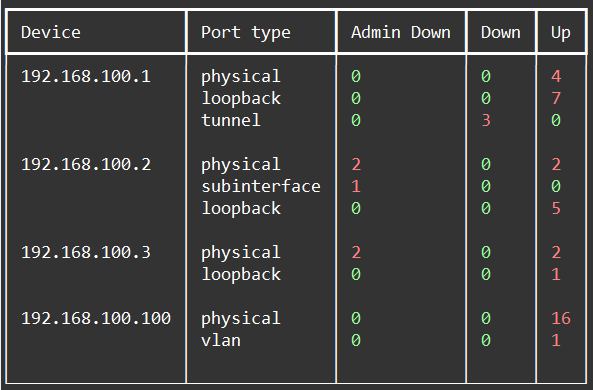 Device Port type Admin Down Down Up
192.168.100.1 physical 0 0 4
loopback 0 0 7
tunnel 0 3 0
192.168.100.2 physical 2 0 2
subinterface 1 0 0
loopback 0 0 5
192.168.100.3 physical 2 0 2
loopback 0 0 1
192.168.100.100 physical 0 0 16
vlan 0 0 1